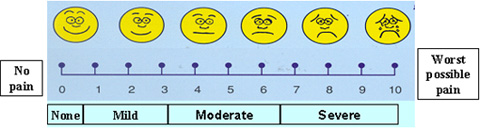 No
pain
0 1 2 3 4 5 6 7 8 9 10
Worst
possible
pain
None Mild Moderate Severe